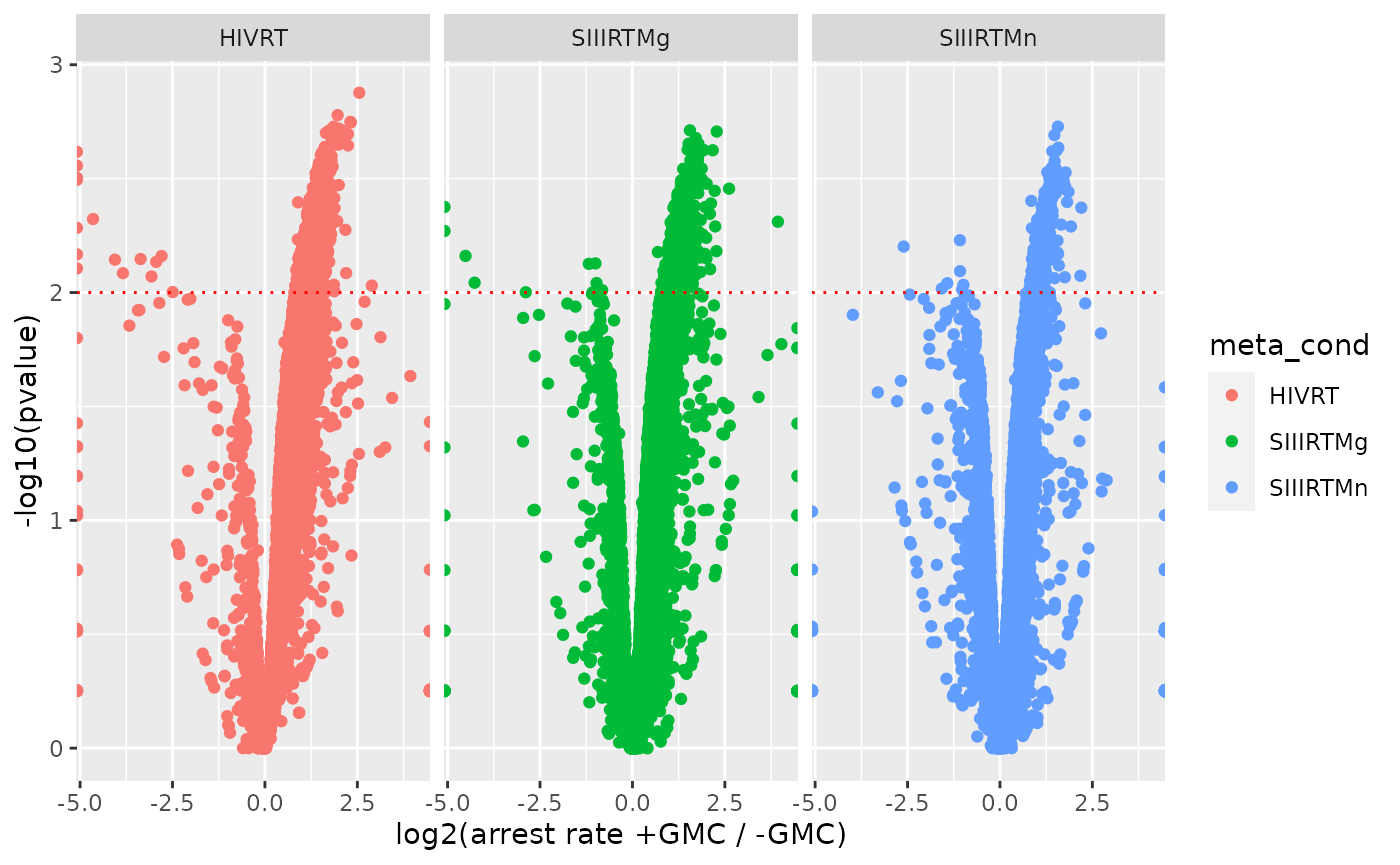 HIVRT SIIIRTMg SIIIRTMn
3
2
1
0
-log10(pvalue)
-5.0 -2.5 0.0 2.5 -5.0 -2.5 0.0 2.5 -5.0 -2.5 0.0 2.5
log2(arrest rate +GMC / -GMC)
meta_cond
HIVRT
SIIIRTMg
SIIIRTMn